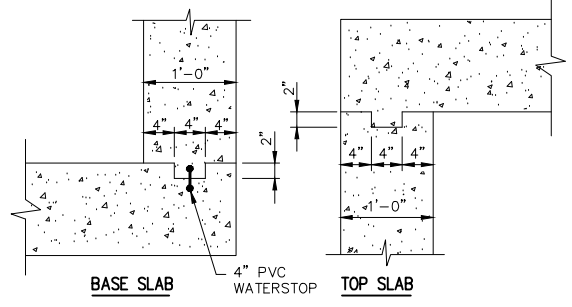 1'-0"
4" 4" 4"
2"
BASE SLAB
4" PVC
WATERSTOP
2"
4" 4" 4"
1'-0"
TOP SLAB